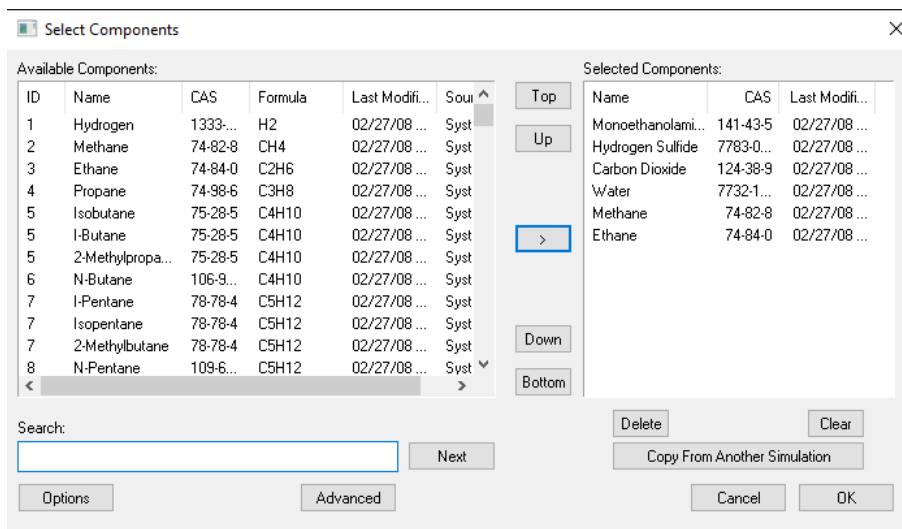 Select Components
Available Components:
ID Name CAS Formula Last Modifi... Sour
1 Hydrogen 1333-... H2 02/27/08 ... Syst
2 Methane 74-82-8 CH4 02/27/08 ... Syst
3 Ethane 74-84-0 C2H6 02/27/08 ... Syst
4 Propane 74-98-6 C3H8 02/27/08 ... Syst
5 Isobutane 75-28-5 C4H10 02/27/08 ... Syst
5 I-Butane 75-28-5 C4H10 02/27/08 ... Syst
5 2-Methylpropa... 75-28-5 C4H10 02/27/08 ... Syst
6 N-Butane 106-9... C4H10 02/27/08 ... Syst
7 I-Pentane 78-78-4 C5H12 02/27/08 ... Syst
7 Isopentane 78-78-4 C5H12 02/27/08 ... Syst
7 2-Methylbutane 78-78-4 C5H12 02/27/08 ... Syst
8 N-Pentane 109-6... C5H12 02/27/08 ... Syst
Top
Up
>
Down
Bottom
Selected Components:
Name CAS Last Modifi...
Monoethanolami... 141-43-5 02/27/08 ...
Hydrogen Sulfide 7783-0... 02/27/08 ...
Carbon Dioxide 124-38-9 02/27/08 ...
Water 7732-1... 02/27/08 ...
Methane 74-82-8 02/27/08 ...
Ethane 74-84-0 02/27/08 ...
Search:
Next
Delete Clear
Copy From Another Simulation
Options Advanced Cancel OK